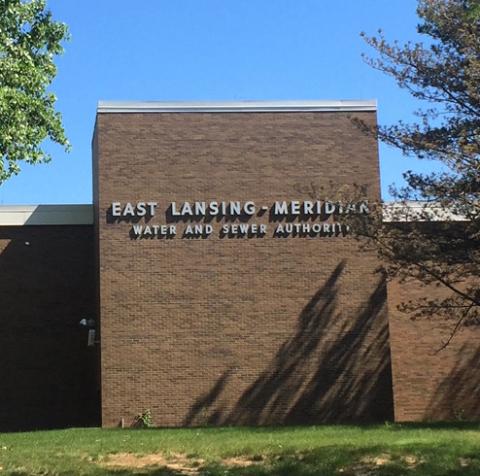 EAST LANSING - MERIDIAN
WATER AND SEWER AUTHORITY